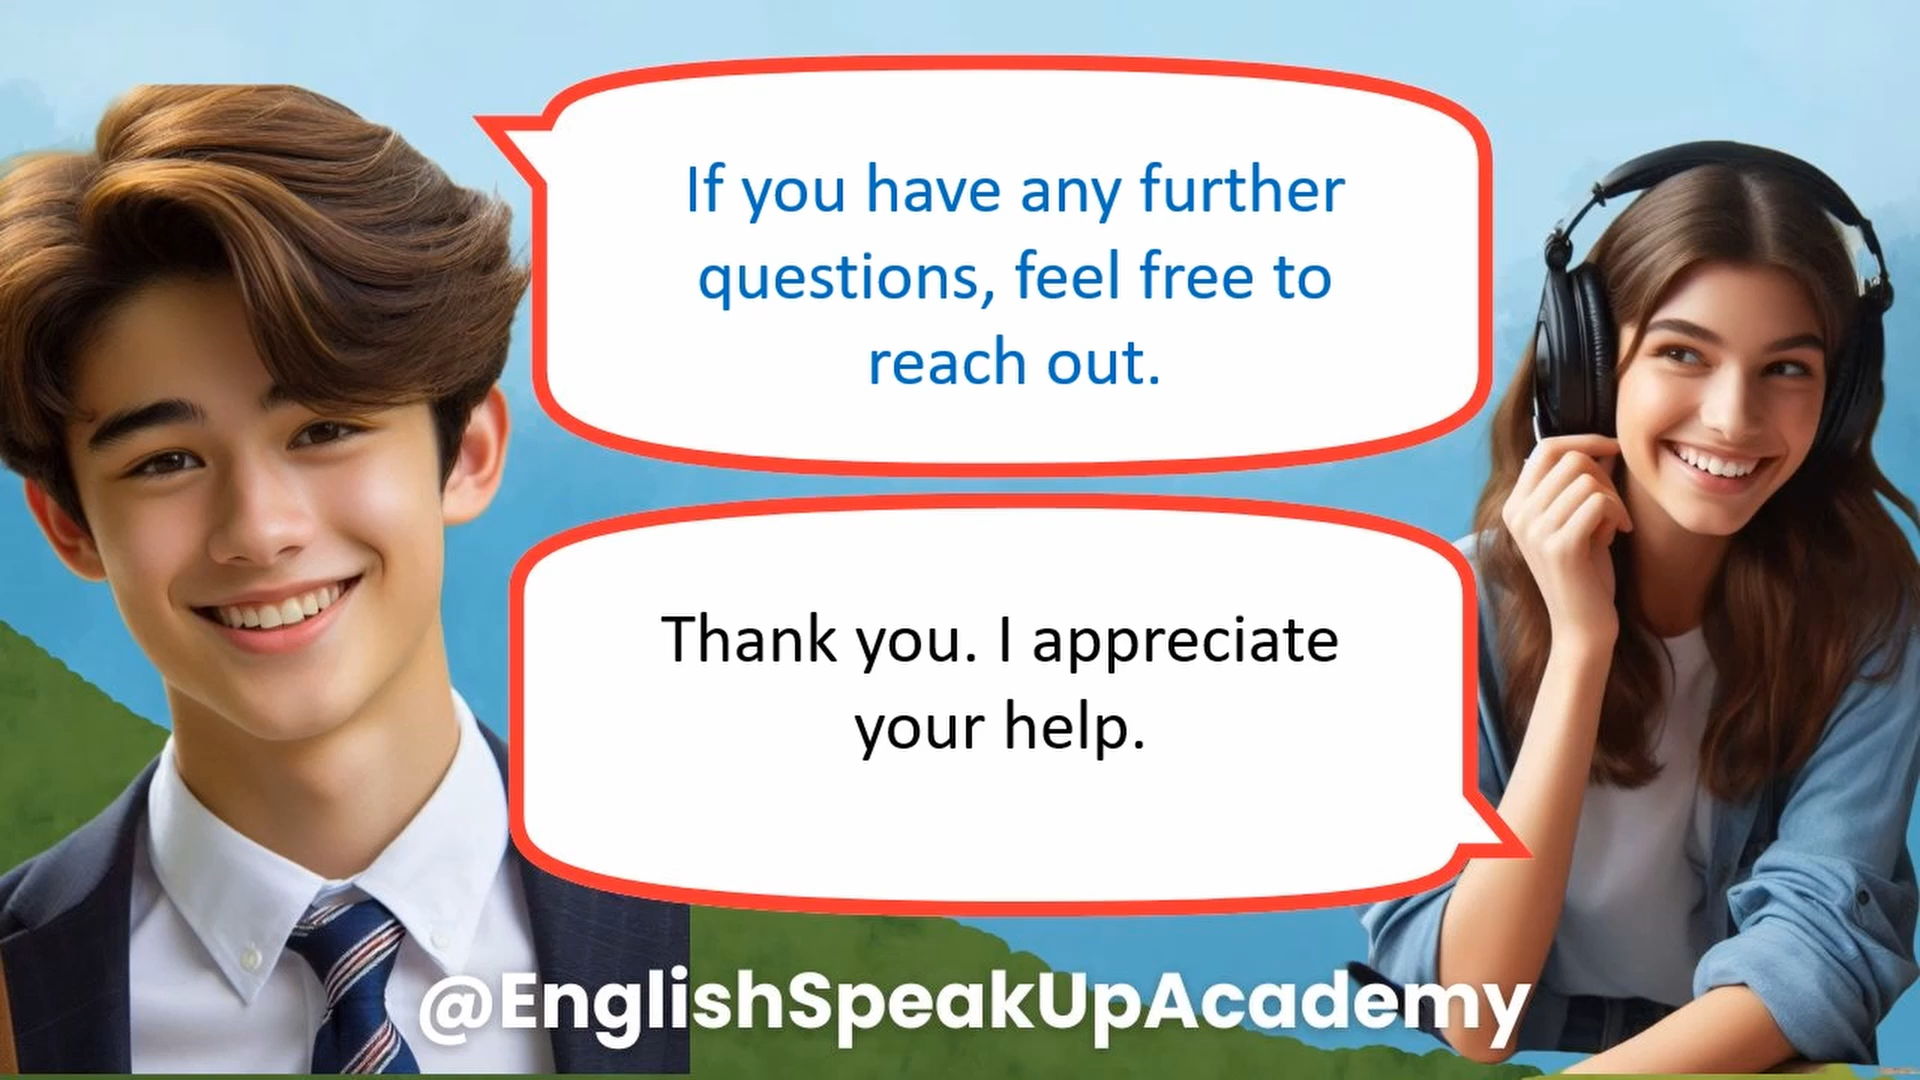 If you have any further
questions, feel free to
reach out.
Thank you. I appreciate
your help.
@EnglishSpeakUpAcademy